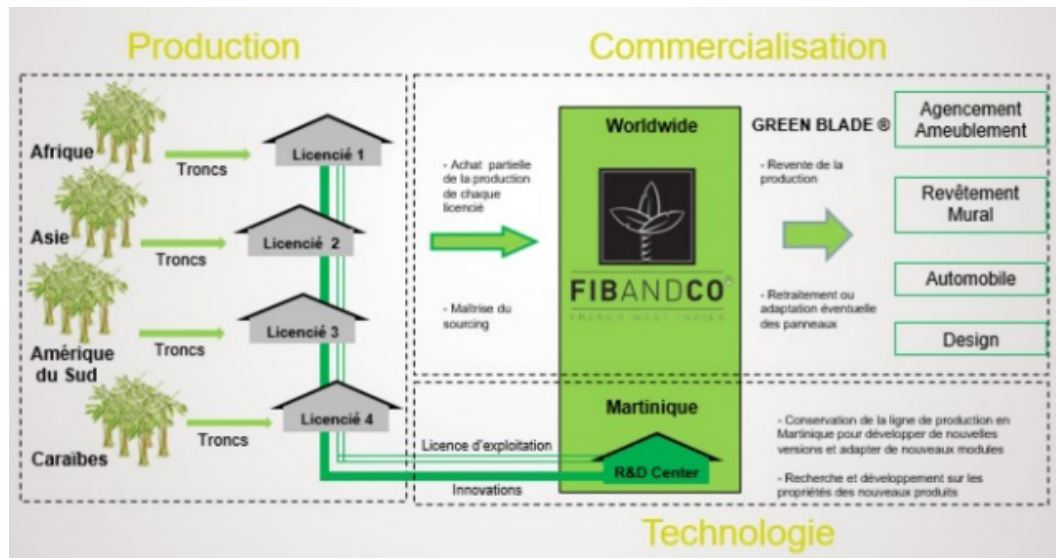 Production
Commercialisation
Afrique
Troncs
Licencié 1
Asie
Troncs
Licencié 2
Amérique
du Sud
Troncs
Licencié 3
Caraïbes
Troncs
Licencié 4
- Achat partielle
de la production
de chaque
licencié
- Maîtrise du
sourcing
Worldwide
FIBANDCO®
FRENCH WEST INDIES
GREEN BLADE ®
- Revente de la
production
- Retraitement ou
adaptation éventuelle
des panneaux
Agencement
Ameublement
Revêtement
Mural
Automobile
Design
Licence d'exploitation
Innovations
Martinique
R&D Center
- Conservation de la ligne de production en
Martinique pour développer de nouvelles
versions et adapter de nouveaux modules
- Recherche et développement sur les
propriétés des nouveaux produits
Technologie